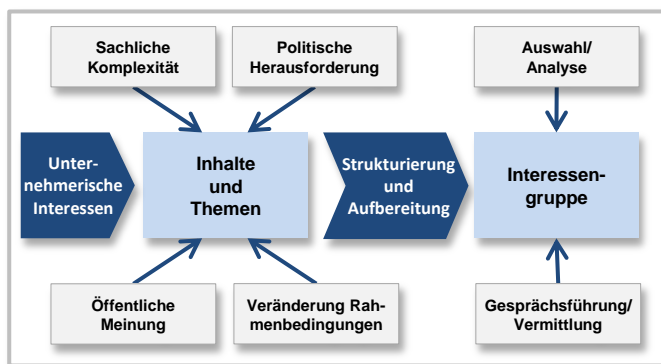 Sachliche
Komplexität
Politische
Herausforderung
Auswahl/
Analyse
Unter-
nehmerische
Interessen
Inhalte
und
Themen
Strukturierung
und
Aufbereitung
Interessen-
gruppe
Öffentliche
Meinung
Veränderung Rah-
menbedingungen
Gesprächsführung/
Vermittlung